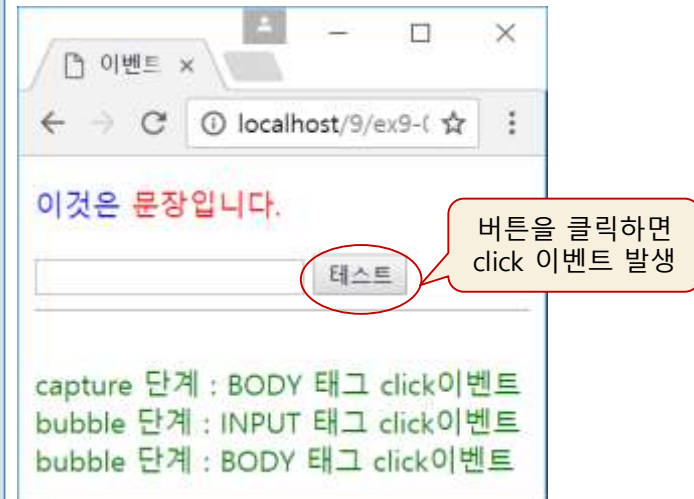 이벤트
localhost/9/ex9-(
이것은 문장입니다.
버튼을 클릭하면
click 이벤트 발생
테스트
capture 단계 : BODY 태그 click이벤트
bubble 단계 : INPUT 태그 click이벤트
bubble 단계 : BODY 태그 click이벤트